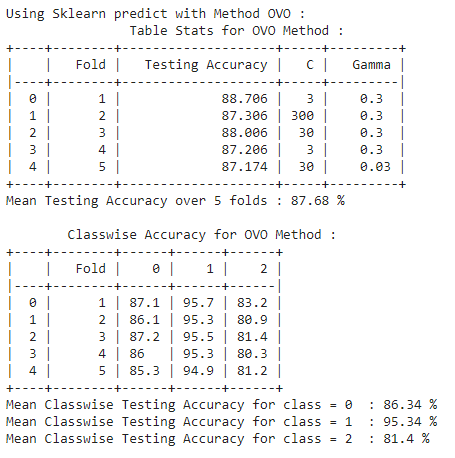 Using Sklearn predict with Method OVO :
Table Stats for OVO Method :
+----+--------+--------------------+-----+---------+
|    |   Fold |   Testing Accuracy |   C |   Gamma |
|----+--------+--------------------+-----+---------|
|  0 |      1 |             88.706 |   3 |    0.3  |
|  1 |      2 |             87.306 | 300 |    0.3  |
|  2 |      3 |             88.006 |  30 |    0.3  |
|  3 |      4 |             87.206 |   3 |    0.3  |
|  4 |      5 |             87.174 |  30 |    0.03 |
+----+--------+--------------------+-----+---------+
Mean Testing Accuracy over 5 folds : 87.68 %
Classwise Accuracy for OVO Method :
+----+--------+------+------+------+
|    |   Fold |    0 |    1 |    2 |
|----+--------+------+------+------|
|  0 |      1 | 87.1 | 95.7 | 83.2 |
|  1 |      2 | 86.1 | 95.3 | 80.9 |
|  2 |      3 | 87.2 | 95.5 | 81.4 |
|  3 |      4 | 86   | 95.3 | 80.3 |
|  4 |      5 | 85.3 | 94.9 | 81.2 |
+----+--------+------+------+------+
Mean Classwise Testing Accuracy for class = 0  : 86.34 %
Mean Classwise Testing Accuracy for class = 1  : 95.34 %
Mean Classwise Testing Accuracy for class = 2  : 81.4 %